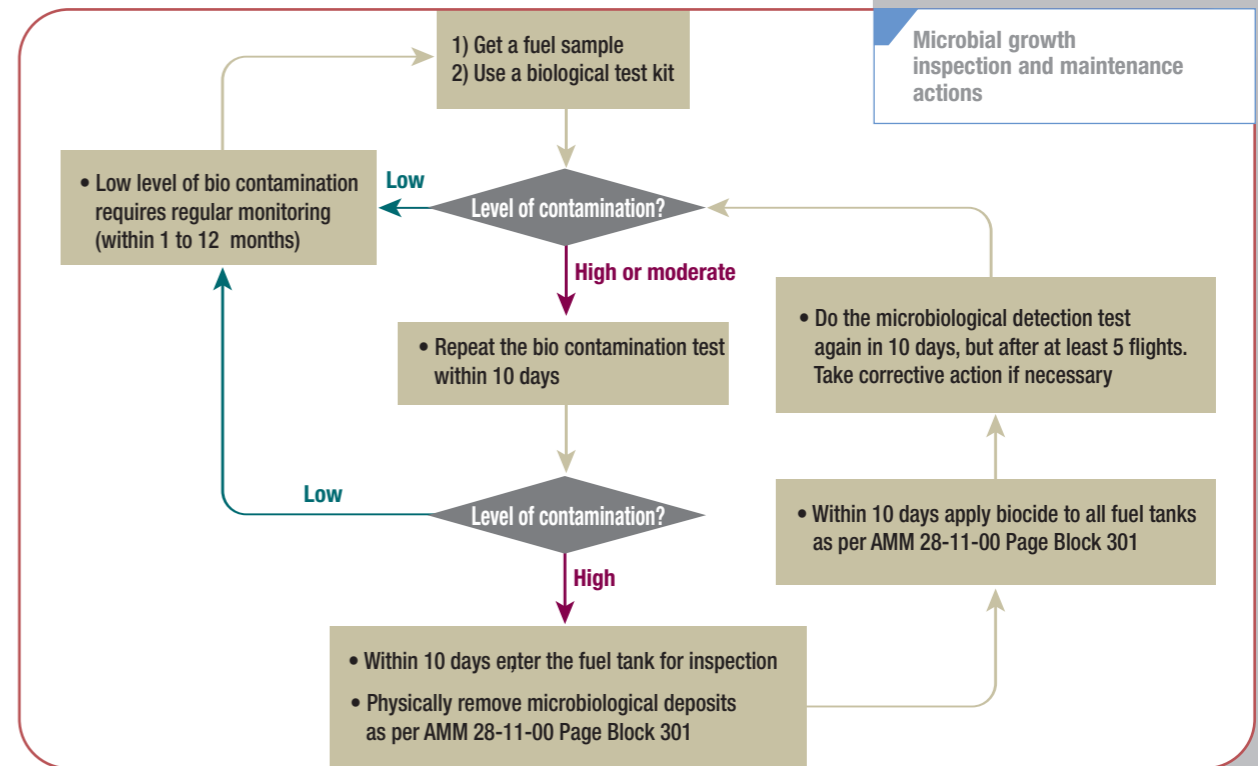 Microbial growth
inspection and maintenance
actions
1) Get a fuel sample
2) Use a biological test kit
• Low level of bio contamination
requires regular monitoring
(within 1 to 12 months)
Low
Level of contamination?
High or moderate
• Repeat the bio contamination test
within 10 days
Low
Level of contamination?
High
• Within 10 days enter the fuel tank for inspection
• Physically remove microbiological deposits
as per AMM 28-11-00 Page Block 301
• Within 10 days apply biocide to all fuel tanks
as per AMM 28-11-00 Page Block 301
• Do the microbiological detection test
again in 10 days, but after at least 5 flights.
Take corrective action if necessary